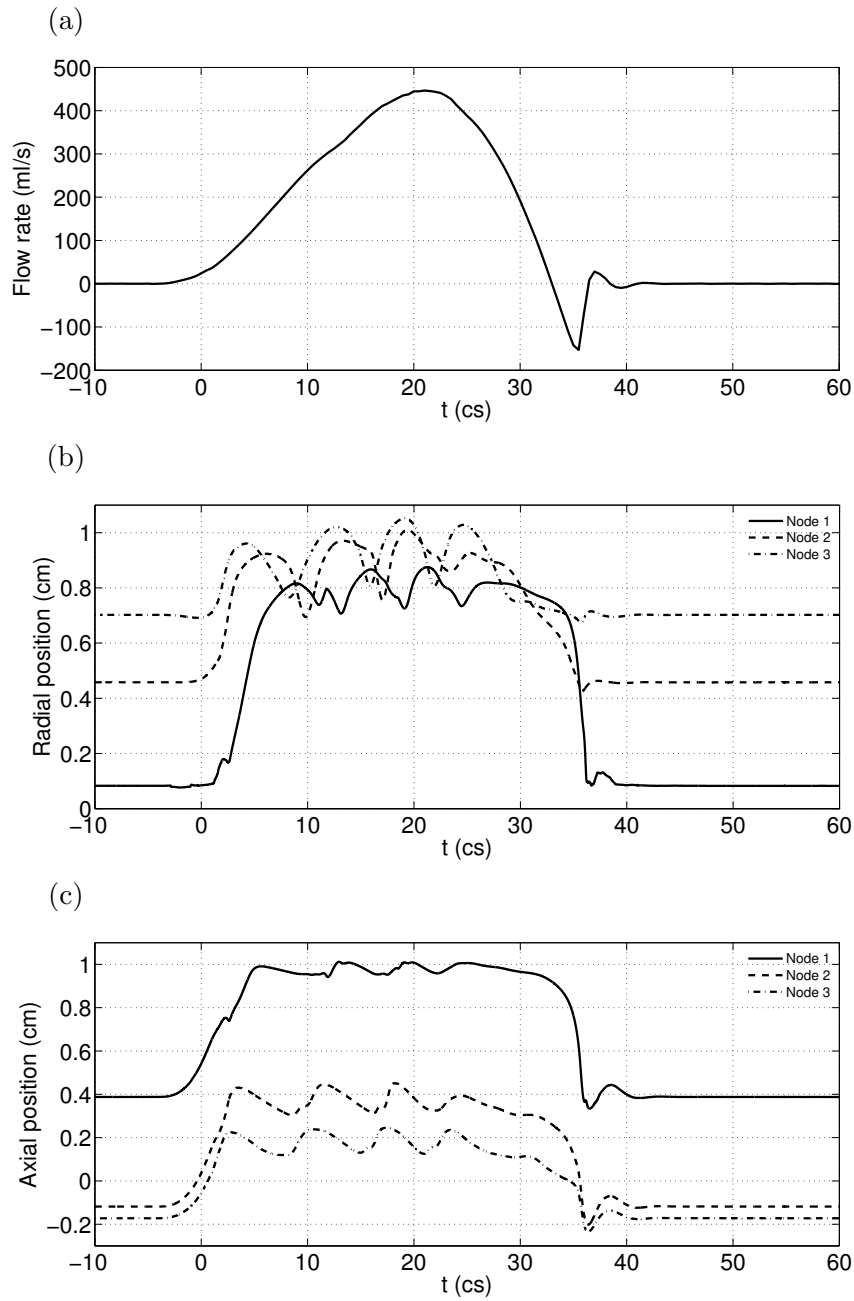 (a)
500
400
300
200
100
0
−100
−200
Flow rate (ml/s)
−10 0 10 20 30 40 50 60
t (cs)
(b)
1
0.8
0.6
0.4
0.2
0
Radial position (cm)
Node 1
Node 2
Node 3
−10 0 10 20 30 40 50 60
t (cs)
(c)
1
0.8
0.6
0.4
0.2
0
−0.2
Axial position (cm)
Node 1
Node 2
Node 3
−10 0 10 20 30 40 50 60
t (cs)